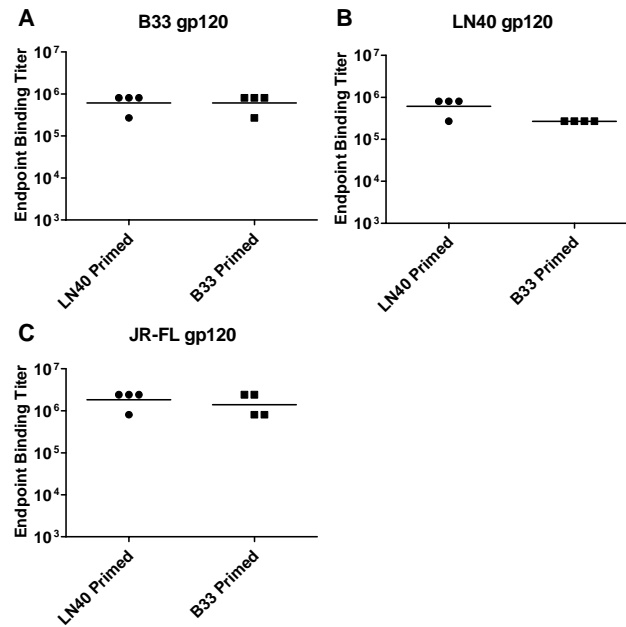 A
B33 gp120
Endpoint Binding Titer
10⁷
10⁶
10⁵
10⁴
10³
LN40 Primed
B33 Primed
B
LN40 gp120
Endpoint Binding Titer
10⁷
10⁶
10⁵
10⁴
10³
LN40 Primed
B33 Primed
C
JR-FL gp120
Endpoint Binding Titer
10⁷
10⁶
10⁵
10⁴
10³
LN40 Primed
B33 Primed